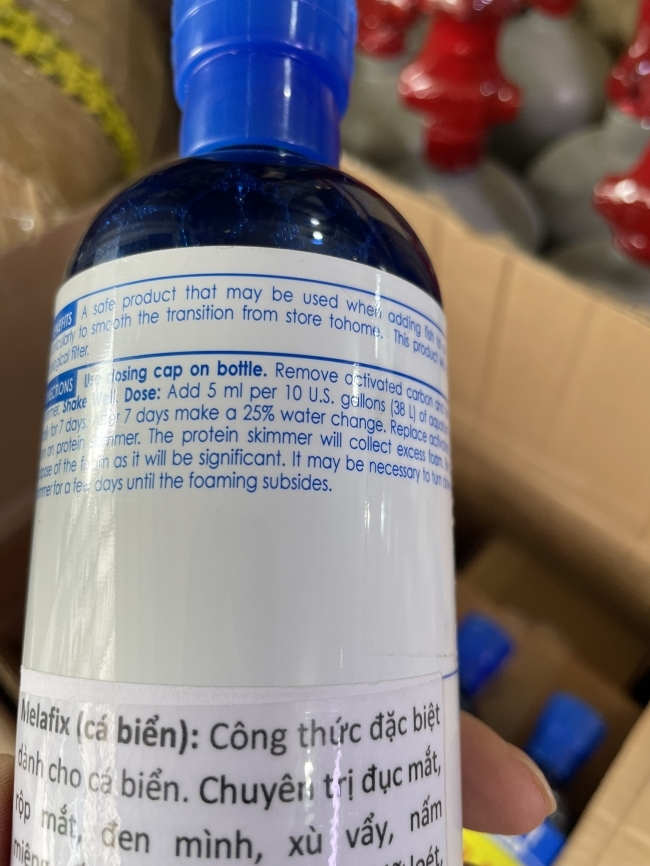 A safe product that may be used when adding fish
to smooth the transition from store tohome. This product
filter.
Use dosing cap on bottle. Remove activated carbon and
Shake Well. Dose: Add 5 ml per 10 U.S. gallons (38 L) of
for 7 days. After 7 days make a 25% water change. Replace
on protein skimmer. The protein skimmer will collect excess foam.
of the foam as it will be significant. It may be necessary to turn
for a few days until the foaming subsides.
Melafix (cá biển): Công thức đặc biệt
dành cho cá biển. Chuyên trị đục mắt,
rộp mắt, đen mình, xù vẩy, nấm
loét,